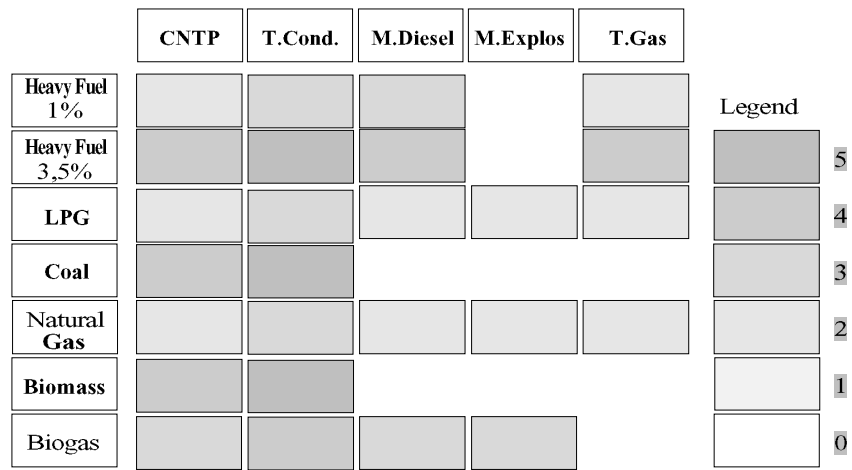 CNTP T.Cond. M.Diesel M.Explos T.Gas
Heavy Fuel
1%
Legend
Heavy Fuel
3,5%
5
LPG
4
Coal
3
Natural
Gas
2
Biomass
1
Biogas
0